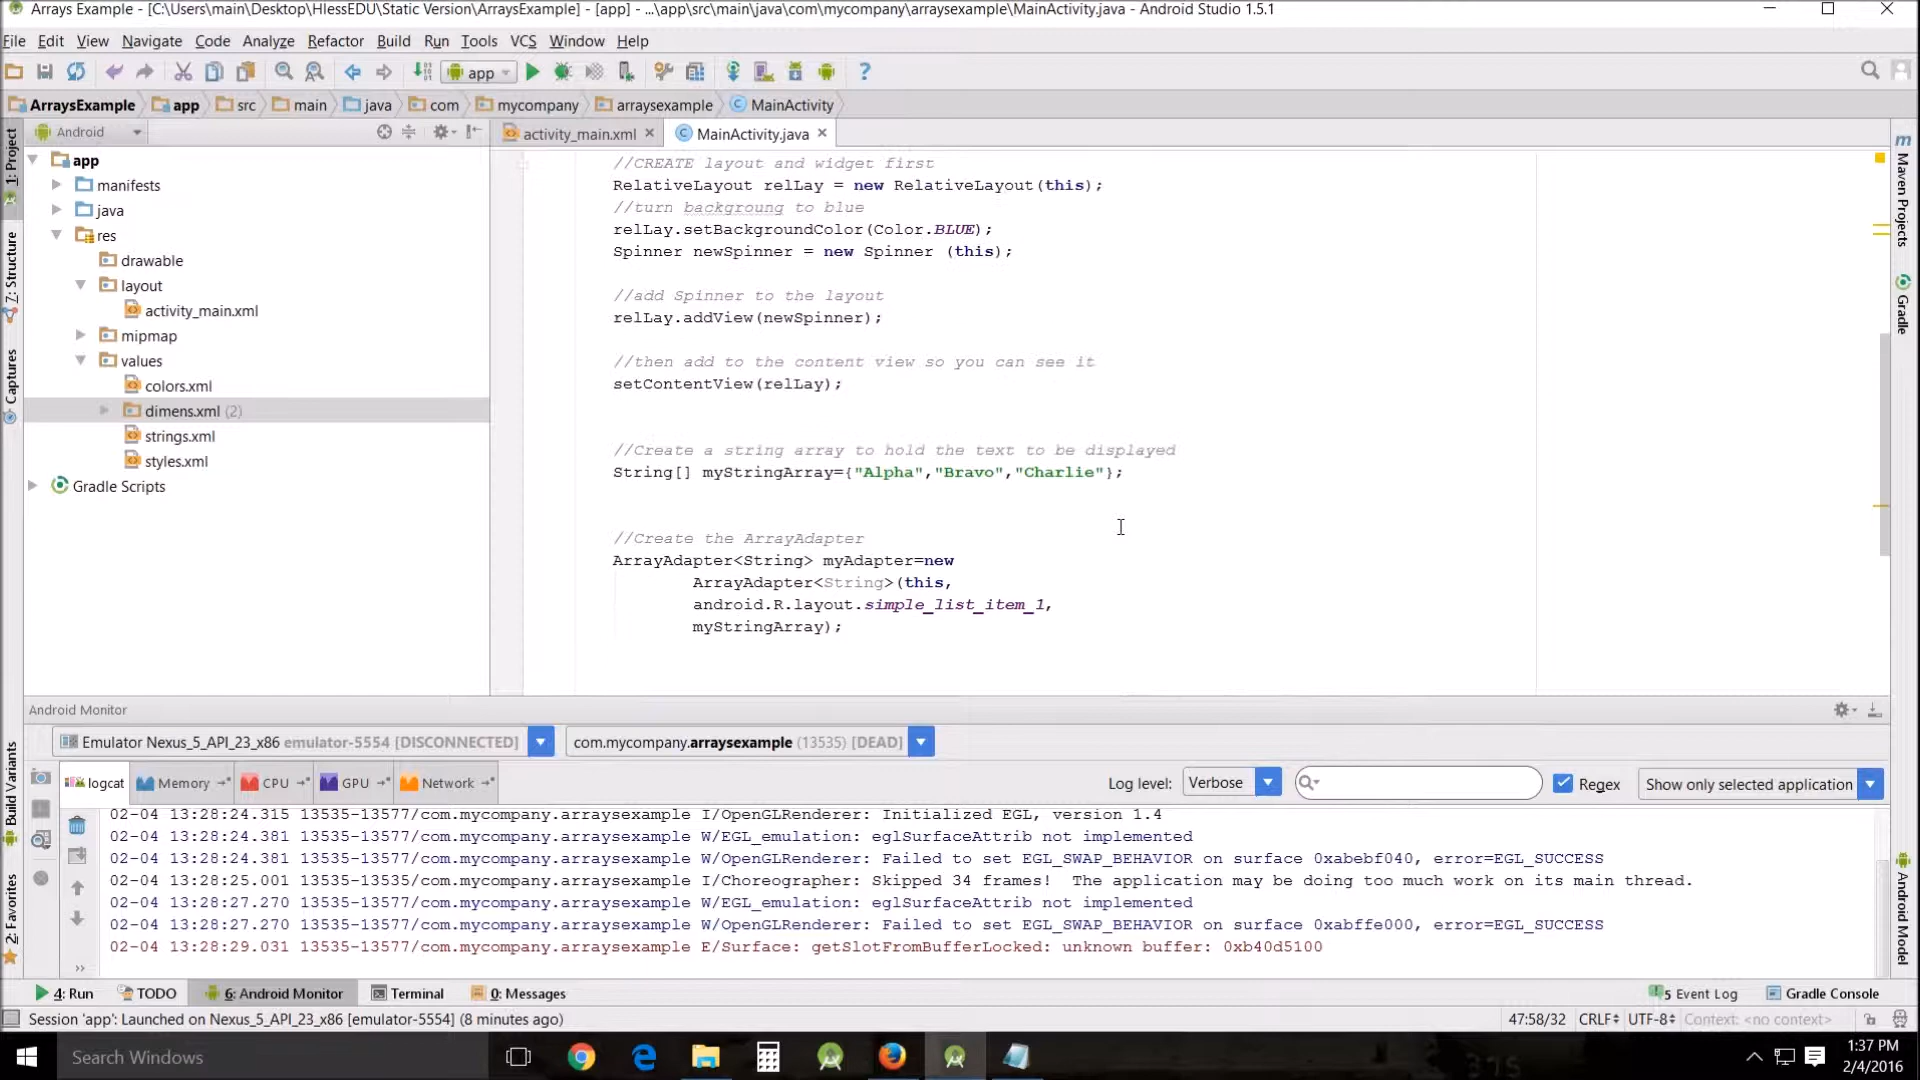 Arrays Example - [C:\Users\main\Desktop\HlessEDU\Static Version\ArraysExample] - [app] - ...\app\src\main\java\com\mycompany\arraysexample\MainActivity.java - Android Studio 1.5.1
File Edit View Navigate Code Analyze Refactor Build Run Tools VCS Window Help
app
ArraysExample app src main java com mycompany arraysexample MainActivity
Android
activity_main.xml MainActivity.java
1: Project
7: Structure
Captures
Build Variants
2: Favorites
app
manifests
java
res
drawable
layout
activity_main.xml
mipmap
values
colors.xml
dimens.xml (2)
strings.xml
styles.xml
Gradle Scripts
//CREATE layout and widget first
RelativeLayout relLay = new RelativeLayout(this);
//turn backgroung to blue
relLay.setBackgroundColor(Color.BLUE);
Spinner newSpinner = new Spinner (this);
//add Spinner to the layout
relLay.addView(newSpinner);
//then add to the content view so you can see it
setContentView(relLay);
//Create a string array to hold the text to be displayed
String[] myStringArray={"Alpha","Bravo","Charlie"};
//Create the ArrayAdapter
ArrayAdapter<String> myAdapter=new
ArrayAdapter<String>(this,
android.R.layout.simple_list_item_1,
myStringArray);
Maven Projects
Gradle
Android Model
Android Monitor
Emulator Nexus_5_API_23_x86 emulator-5554 [DISCONNECTED] com.mycompany.arraysexample (13535) [DEAD]
logcat Memory CPU GPU Network Log level: Verbose Regex Show only selected application
02-04 13:28:24.315 13535-13577/com.mycompany.arraysexample I/OpenGLRenderer: Initialized EGL, version 1.4
02-04 13:28:24.381 13535-13577/com.mycompany.arraysexample W/EGL_emulation: eglSurfaceAttrib not implemented
02-04 13:28:24.381 13535-13577/com.mycompany.arraysexample W/OpenGLRenderer: Failed to set EGL_SWAP_BEHAVIOR on surface 0xabebf040, error=EGL_SUCCESS
02-04 13:28:25.001 13535-13535/com.mycompany.arraysexample I/Choreographer: Skipped 34 frames! The application may be doing too much work on its main thread.
02-04 13:28:27.270 13535-13577/com.mycompany.arraysexample W/EGL_emulation: eglSurfaceAttrib not implemented
02-04 13:28:27.270 13535-13577/com.mycompany.arraysexample W/OpenGLRenderer: Failed to set EGL_SWAP_BEHAVIOR on surface 0xabffe000, error=EGL_SUCCESS
02-04 13:28:29.031 13535-13577/com.mycompany.arraysexample E/Surface: getSlotFromBufferLocked: unknown buffer: 0xb40d5100
4: Run TODO 6: Android Monitor Terminal 0: Messages 5 Event Log Gradle Console
Session 'app': Launched on Nexus_5_API_23_x86 [emulator-5554] (8 minutes ago) 47:58/32 CRLF UTF-8 Context: <no context>
Search Windows
1:37 PM
2/4/2016